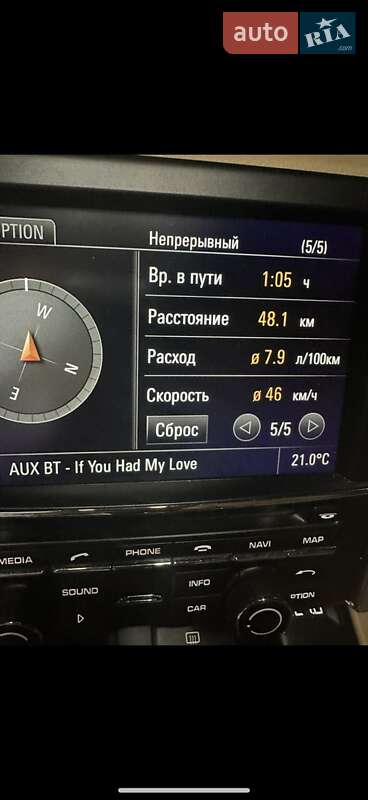 auto RIA .com
OPTION
Непрерывный (5/5)
Вр. в пути 1:05 ч
Расстояние 48.1 км
Расход ø 7.9 л/100км
Скорость ø 46 км/ч
Сброс 5/5
W
N
E
AUX BT - If You Had My Love 21.0°C
MEDIA PHONE NAVI MAP
SOUND INFO
CAR OPTION